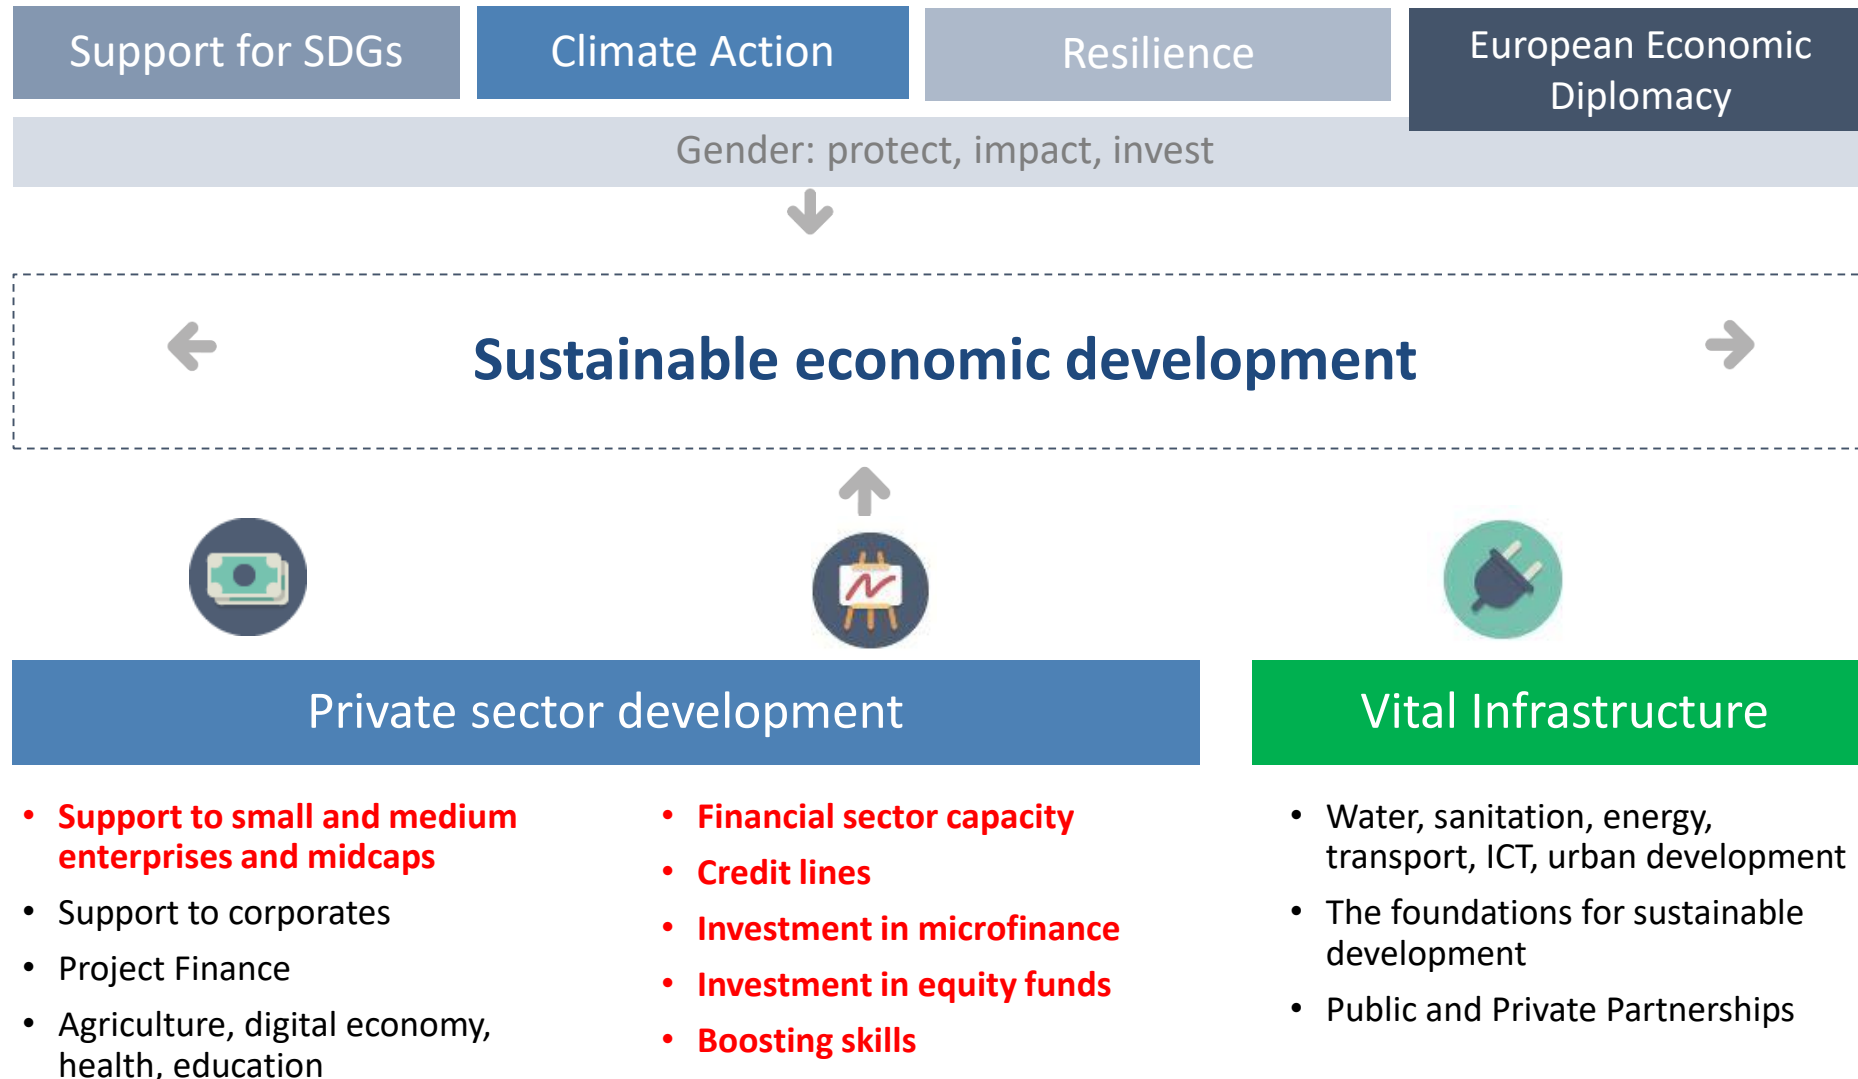 Support for SDGs
Climate Action
Resilience
European Economic
Diplomacy
Gender: protect, impact, invest
Sustainable economic development
Private sector development
• Support to small and medium
enterprises and midcaps
• Support to corporates
• Project Finance
• Agriculture, digital economy,
health, education
• Financial sector capacity
• Credit lines
• Investment in microfinance
• Investment in equity funds
• Boosting skills
Vital Infrastructure
• Water, sanitation, energy,
transport, ICT, urban development
• The foundations for sustainable
development
• Public and Private Partnerships